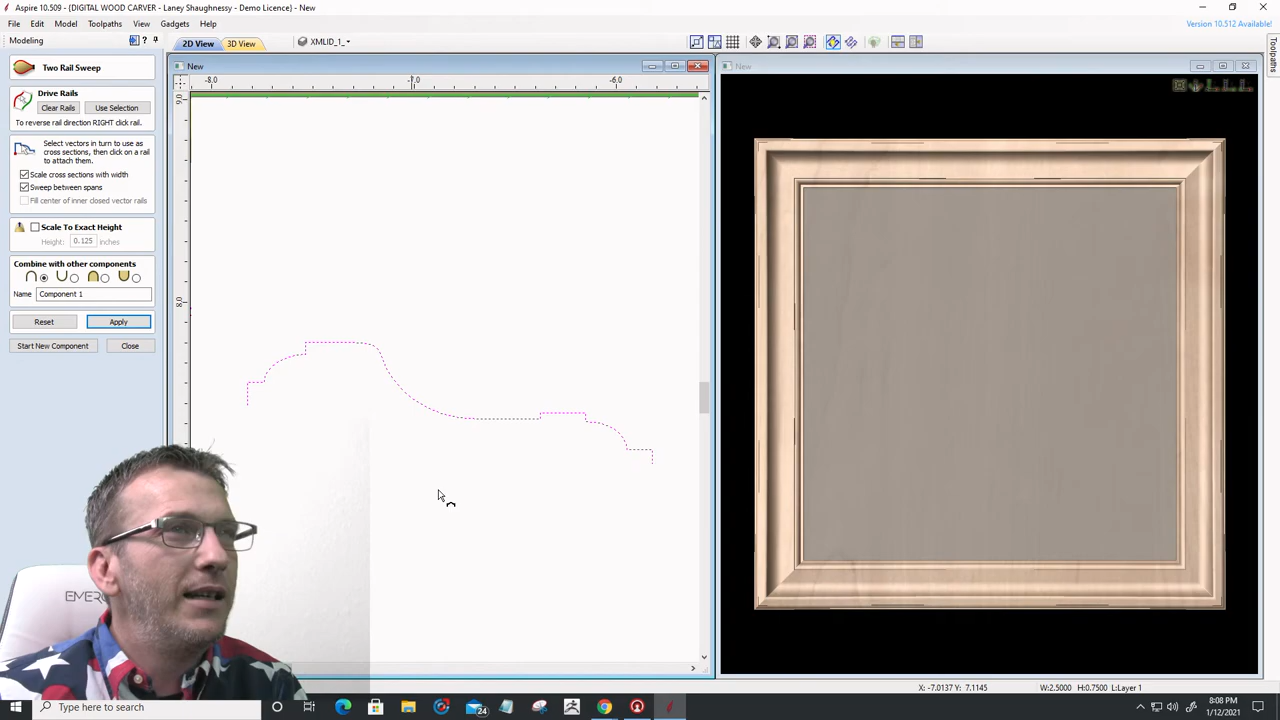 Aspire 10.509 - (DIGITAL WOOD CARVER - Laney Shaughnessy - Demo Licence) - New
File Edit Model Toolpaths View Gadgets Help
Version 10.512 Available!
Modeling
?
2D View
3D View
XMLID_1_
Toolpaths
Two Rail Sweep
New
New
-8.0
-7.0
-6.0
9.0
8.0
Drive Rails
Clear Rails
Use Selection
To reverse rail direction RIGHT click rail.
Select vectors in turn to use as
cross sections, then click on a rail
to attach them.
Scale cross sections with width
Sweep between spans
Fill center of inner closed vector rails
Scale To Exact Height
Height: 0.125 inches
Combine with other components
Name Component 1
Reset
Apply
Start New Component
Close
EMERG
X: -7.0137 Y: 7.1145
W:2.5000 H:0.7500 L:Layer 1
Type here to search
24
8:08 PM
1/12/2021